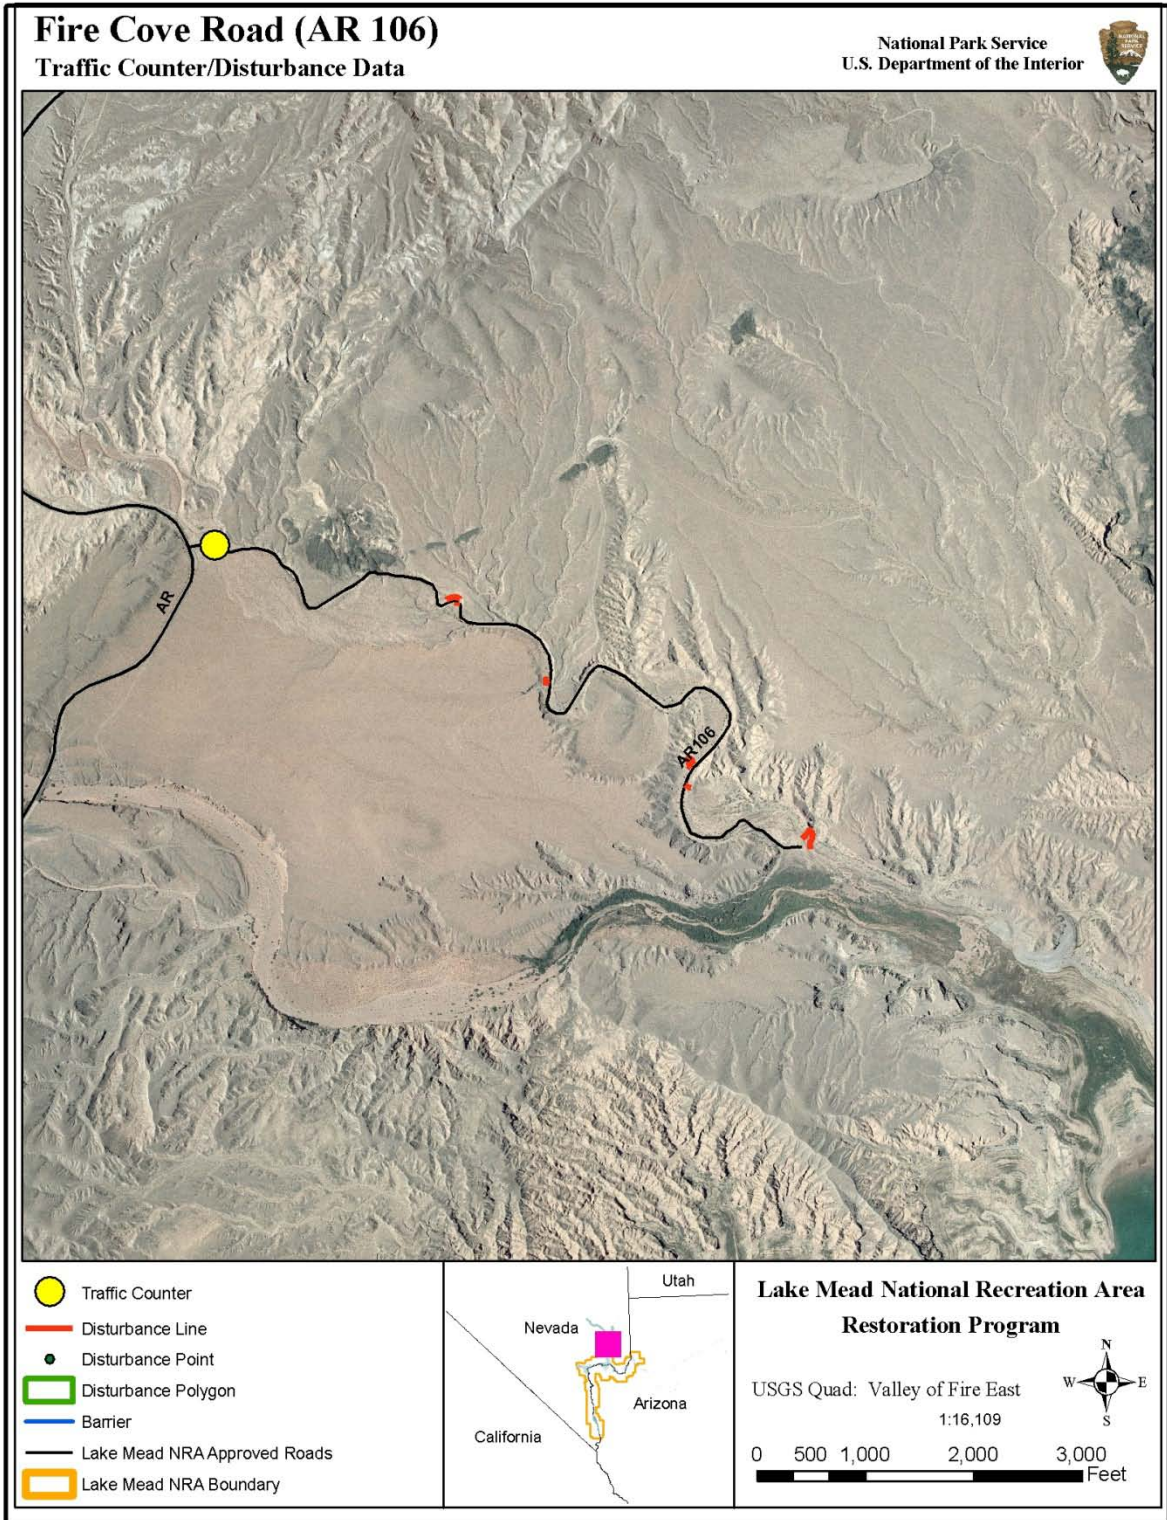 Fire Cove Road (AR 106)
Traffic Counter/Disturbance Data
National Park Service
U.S. Department of the Interior
NATIONAL
PARK
SERVICE
AR
AR106
Traffic Counter
Disturbance Line
Disturbance Point
Disturbance Polygon
Barrier
Lake Mead NRA Approved Roads
Lake Mead NRA Boundary
Utah
Nevada
Arizona
California
Lake Mead National Recreation Area
Restoration Program
N
W E
S
USGS Quad: Valley of Fire East
1:16,109
0 500 1,000 2,000 3,000
Feet